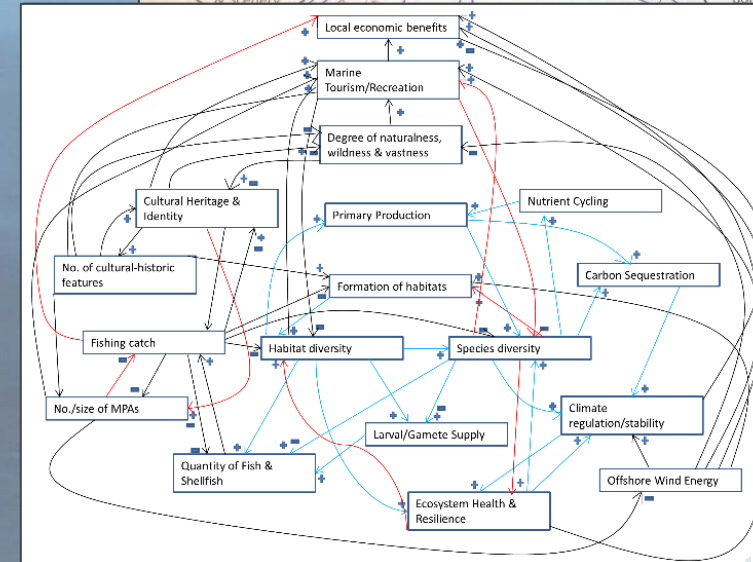 Local economic benefits
Marine
Tourism/Recreation
Degree of naturalness,
wildness & vastness
Cultural Heritage &
Identity
Primary Production
Nutrient Cycling
No. of cultural-historic
features
Formation of habitats
Carbon Sequestration
Fishing catch
Habitat diversity
Species diversity
No./size of MPAs
Larval/Gamete Supply
Climate
regulation/stability
Quantity of Fish &
Shellfish
Ecosystem Health &
Resilience
Offshore Wind Energy